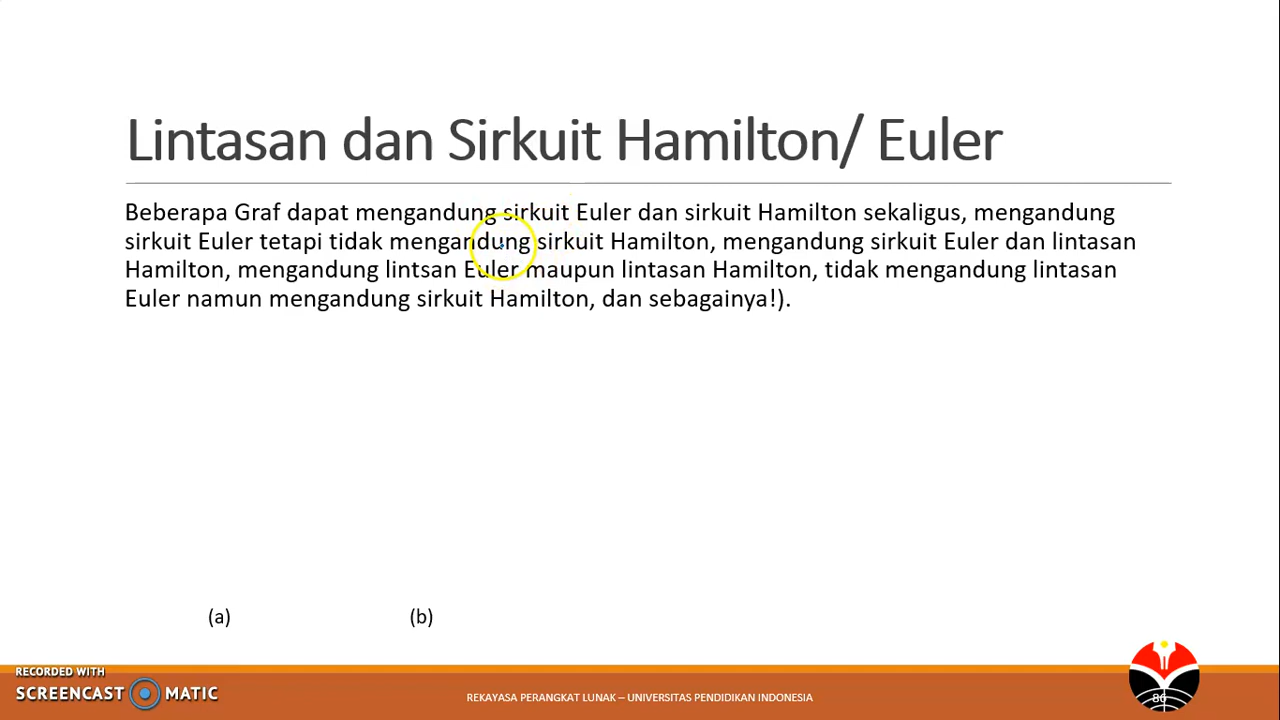 Lintasan dan Sirkuit Hamilton/ Euler
Beberapa Graf dapat mengandung sirkuit Euler dan sirkuit Hamilton sekaligus, mengandung
sirkuit Euler tetapi tidak mengandung sirkuit Hamilton, mengandung sirkuit Euler dan lintasan
Hamilton, mengandung lintsan Euler maupun lintasan Hamilton, tidak mengandung lintasan
Euler namun mengandung sirkuit Hamilton, dan sebagainya!).
(a) (b)
RECORDED WITH
SCREENCAST MATIC
REKAYASA PERANGKAT LUNAK – UNIVERSITAS PENDIDIKAN INDONESIA
86